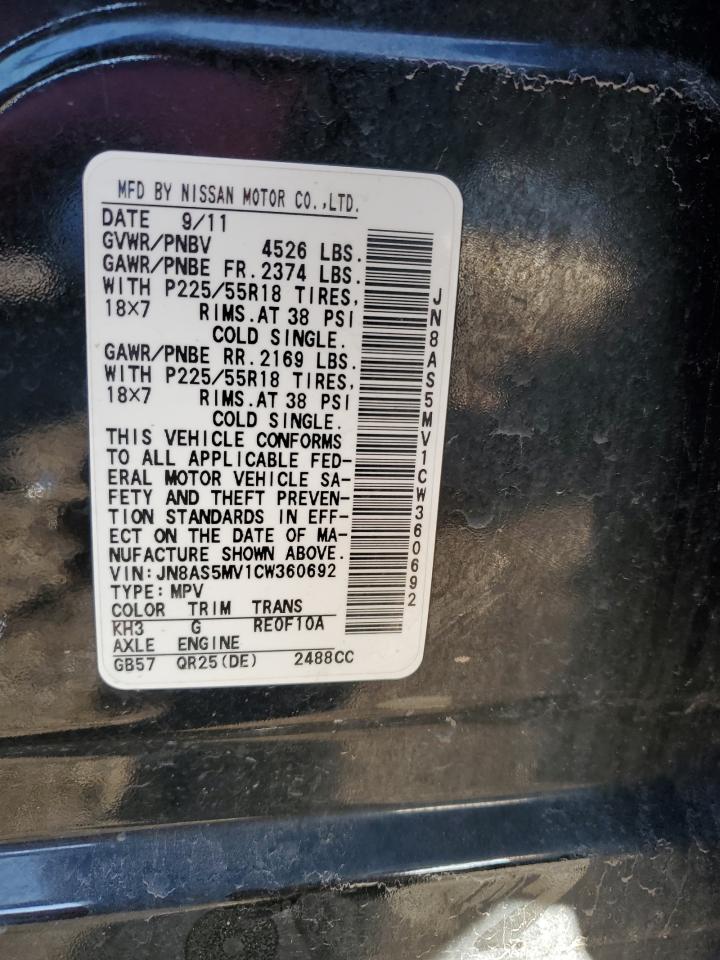 MFD BY NISSAN MOTOR CO.,LTD.
DATE 9/11
GVWR/PNBV 4526 LBS.
GAWR/PNBE FR.2374 LBS.
WITH P225/55R18 TIRES,
18×7 RIMS.AT 38 PSI
COLD SINGLE.
GAWR/PNBE RR.2169 LBS.
WITH P225/55R18 TIRES,
18×7 RIMS.AT 38 PSI
COLD SINGLE.
THIS VEHICLE CONFORMS
TO ALL APPLICABLE FED-
ERAL MOTOR VEHICLE SA-
FETY AND THEFT PREVEN-
TION STANDARDS IN EFF-
ECT ON THE DATE OF MA-
NUFACTURE SHOWN ABOVE.
VIN:JN8AS5MV1CW360692
TYPE:MPV
COLOR TRIM TRANS
KH3 G RE0F10A
AXLE ENGINE
GB57 QR25(DE) 2488CC
JN8AS5MV1CW360692